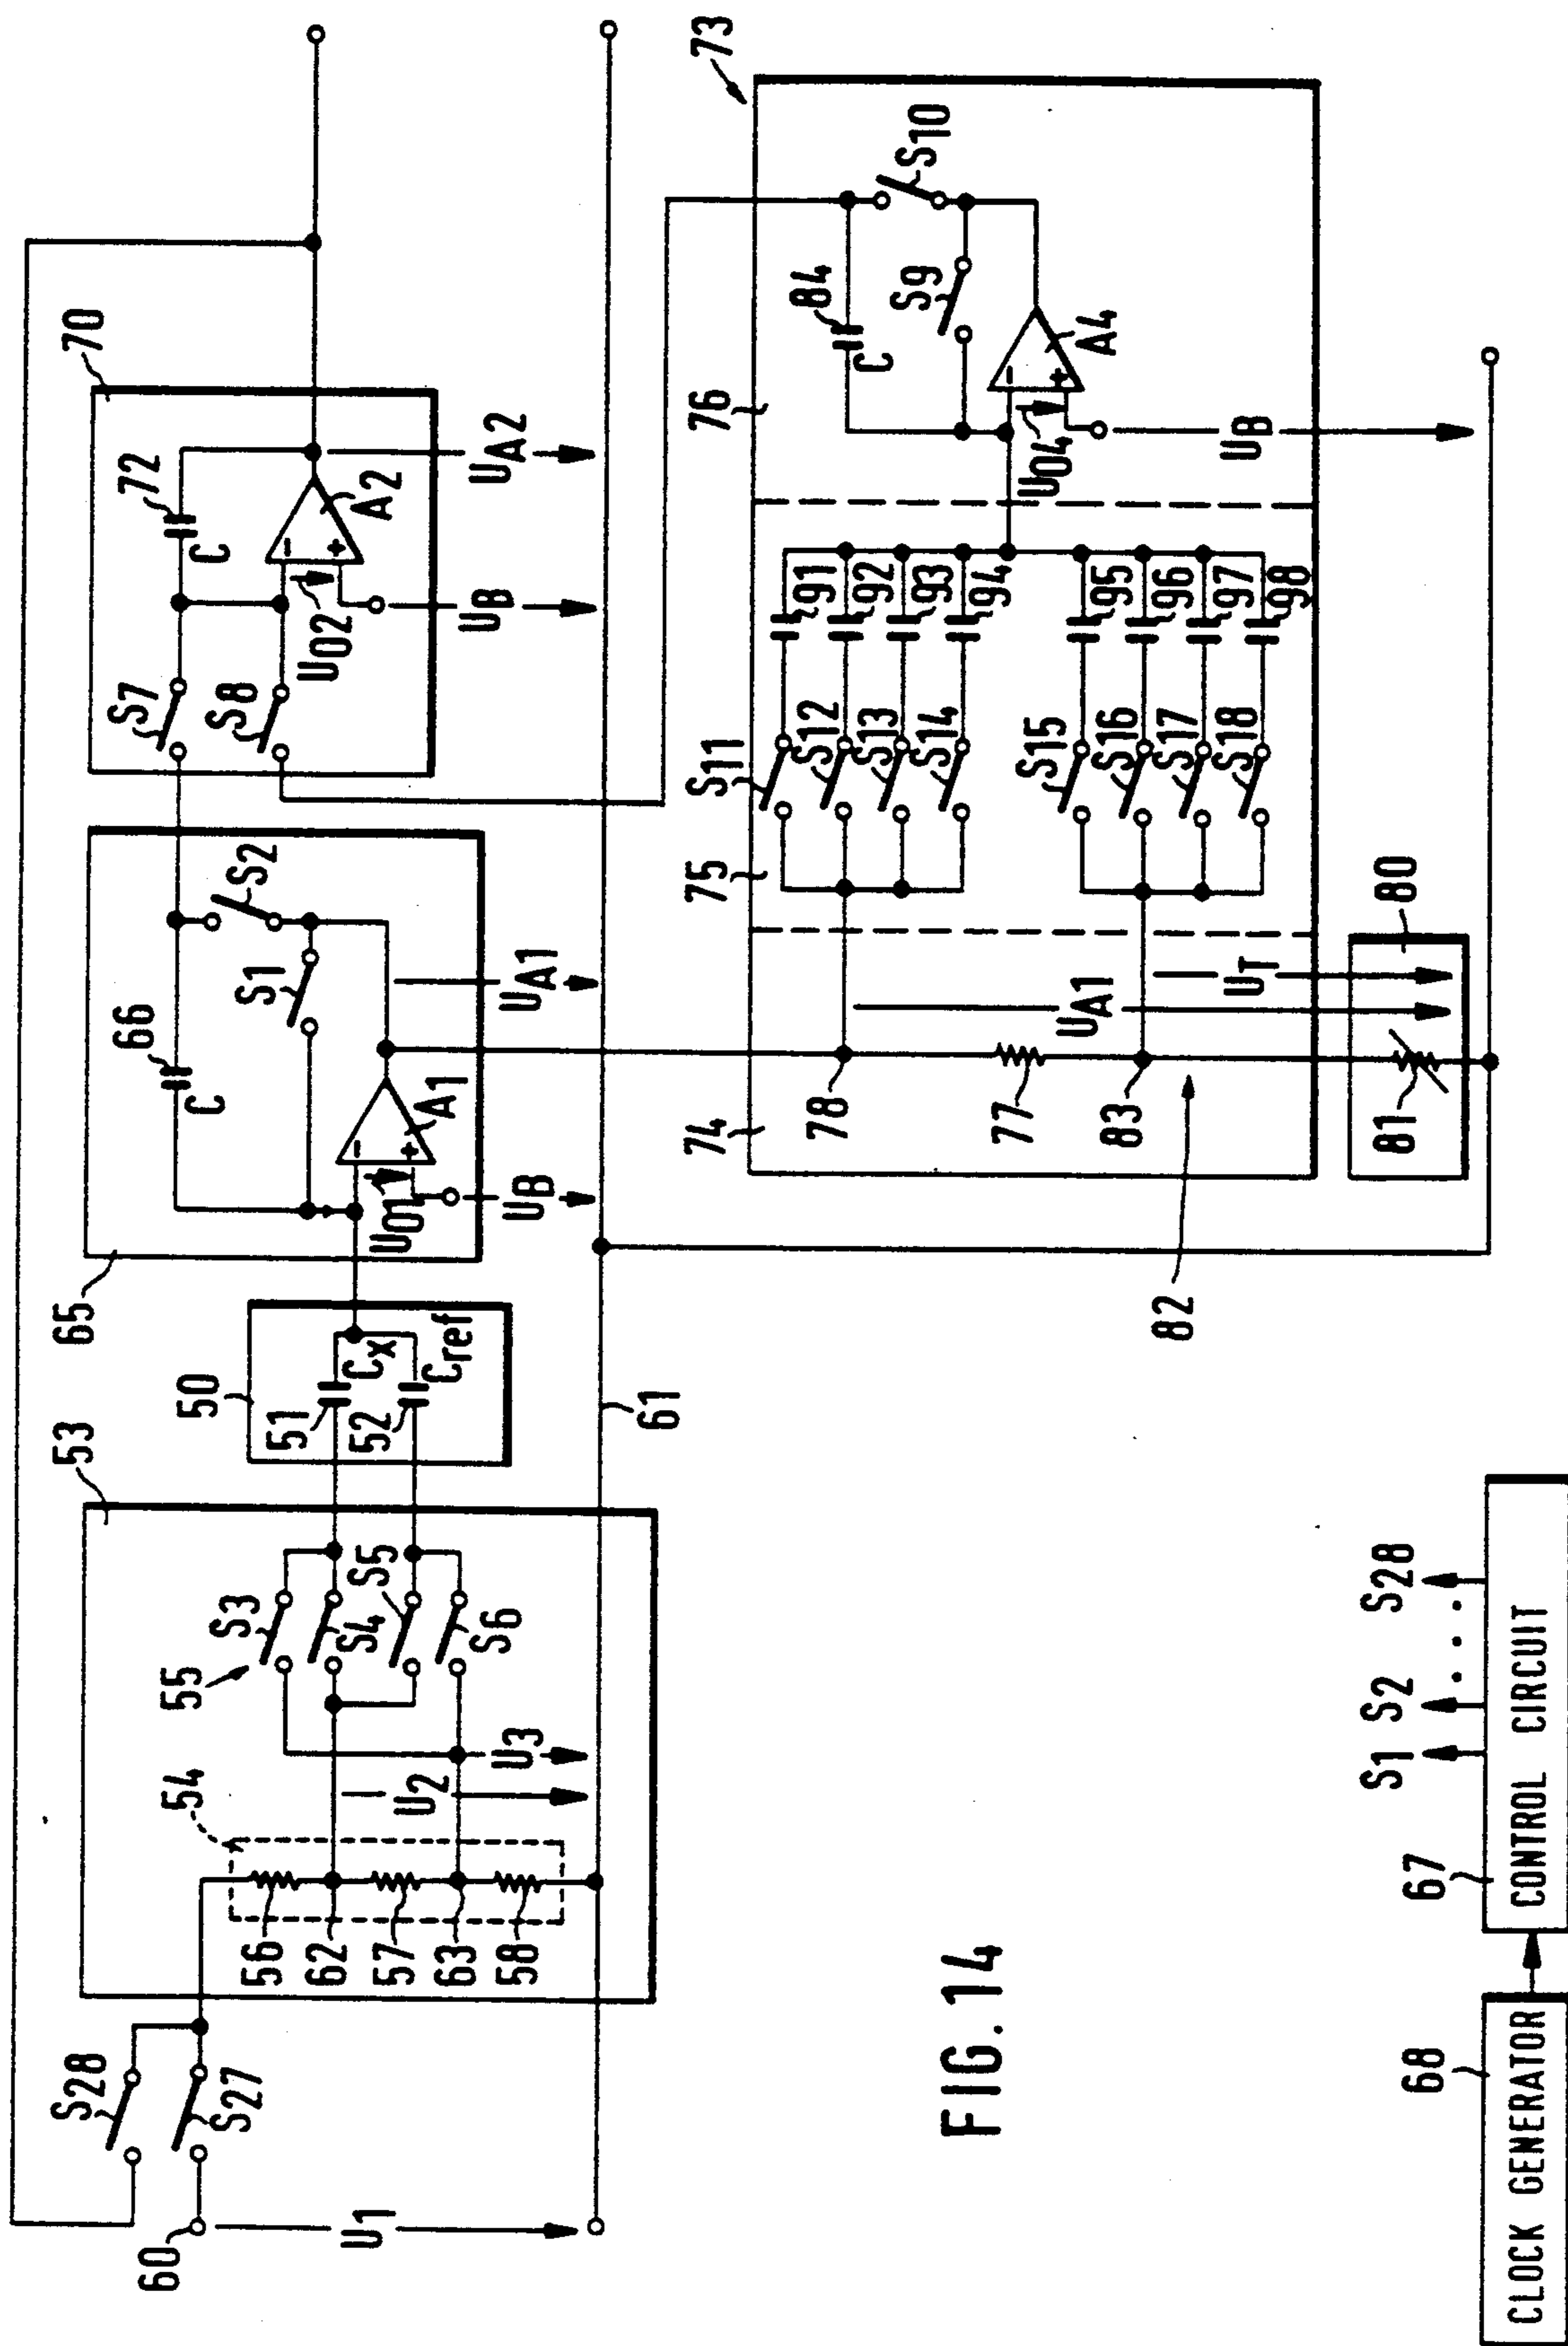 60
U1
S28
S27
53
54
56
62
57
63
58
55
S3
S4
S5
S6
U2
U3
50
51
52
Cx
Cref
61
65
66
C
S1
S2
A1
U01
UB
UA1
70
S7
S8
72
C
A2
U02
UB
UA2
73
74
75
76
78
77
83
82
UA1
UT
80
81
S11
S12
S13
S14
S15
S16
S17
S18
91
92
93
94
95
96
97
98
84
C
S9
S10
A4
U04
UB
FIG. 14
68
CLOCK GENERATOR
67
CONTROL CIRCUIT
S1 S2 S28